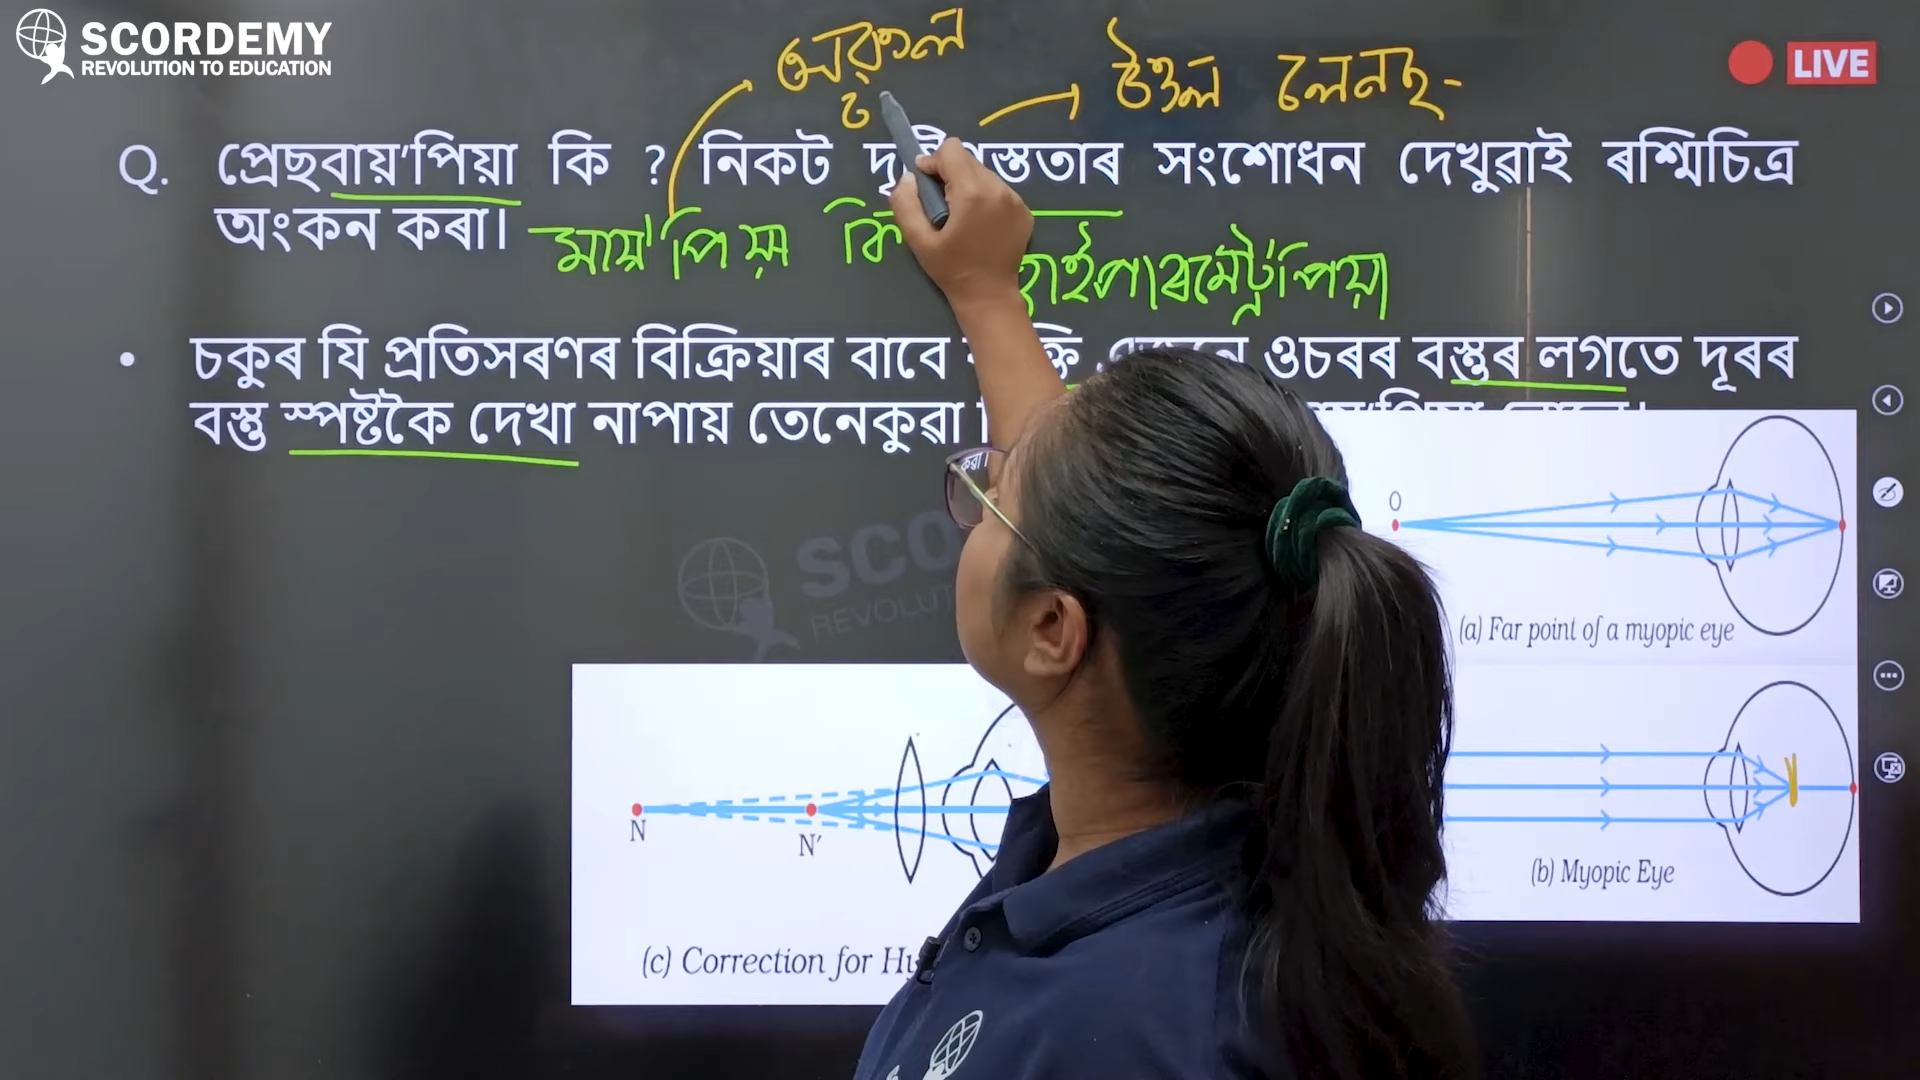 SCORDEMY
REVOLUTION TO EDUCATION
LIVE
উত্তল লেনছ-
Q. প্ৰেছবায়'পিয়া কি ? নিকট সংশোধন দেখুৱাই ৰশ্মিচিত্ৰ
অংকন কৰা।
মায়'পিয়া কি হাইপাৰমেট্ৰ'পিয়া
• চকুৰ যি প্ৰতিসৰণৰ বিক্ৰিয়াৰ বাবে ওচৰৰ বস্তুৰ লগতে দূৰৰ
বস্তু স্পষ্টকৈ দেখা নাপায় তেনেকুৱা
O
(a) Far point of a myopic eye
N
N′
(b) Myopic Eye
(c) Correction for Hy